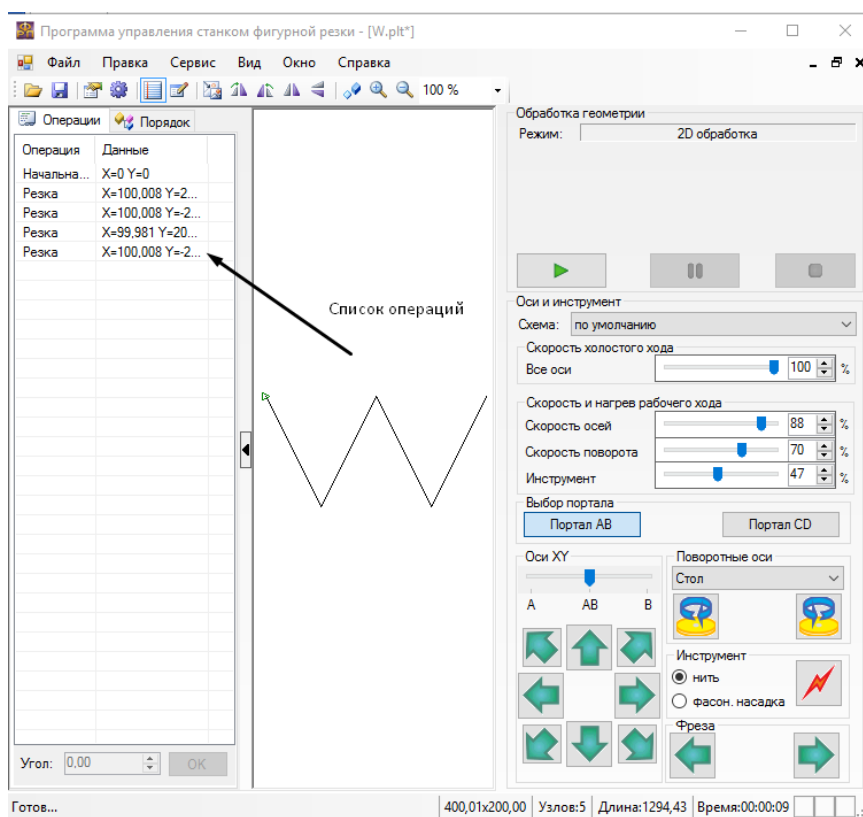 Программа управления станком фигурной резки - [W.plt*]
Файл Правка Сервис Вид Окно Справка
100 %
Операции Порядок
Операция Данные
Начальна... X=0 Y=0
Резка X=100,008 Y=2...
Резка X=100,008 Y=-2...
Резка X=99,981 Y=20...
Резка X=100,008 Y=-2...
Список операций
Угол: 0,00 OK
Обработка геометрии
Режим: 2D обработка
Оси и инструмент
Схема: по умолчанию
Скорость холостого хода
Все оси 100 %
Скорость и нагрев рабочего хода
Скорость осей 88 %
Скорость поворота 70 %
Инструмент 47 %
Выбор портала
Портал AB Портал CD
Оси XY
A AB B
Поворотные оси
Стол
Инструмент
нить
фасон. насадка
Фреза
Готов... 400,01x200,00 Узлов:5 Длина:1294,43 Время:00:00:09